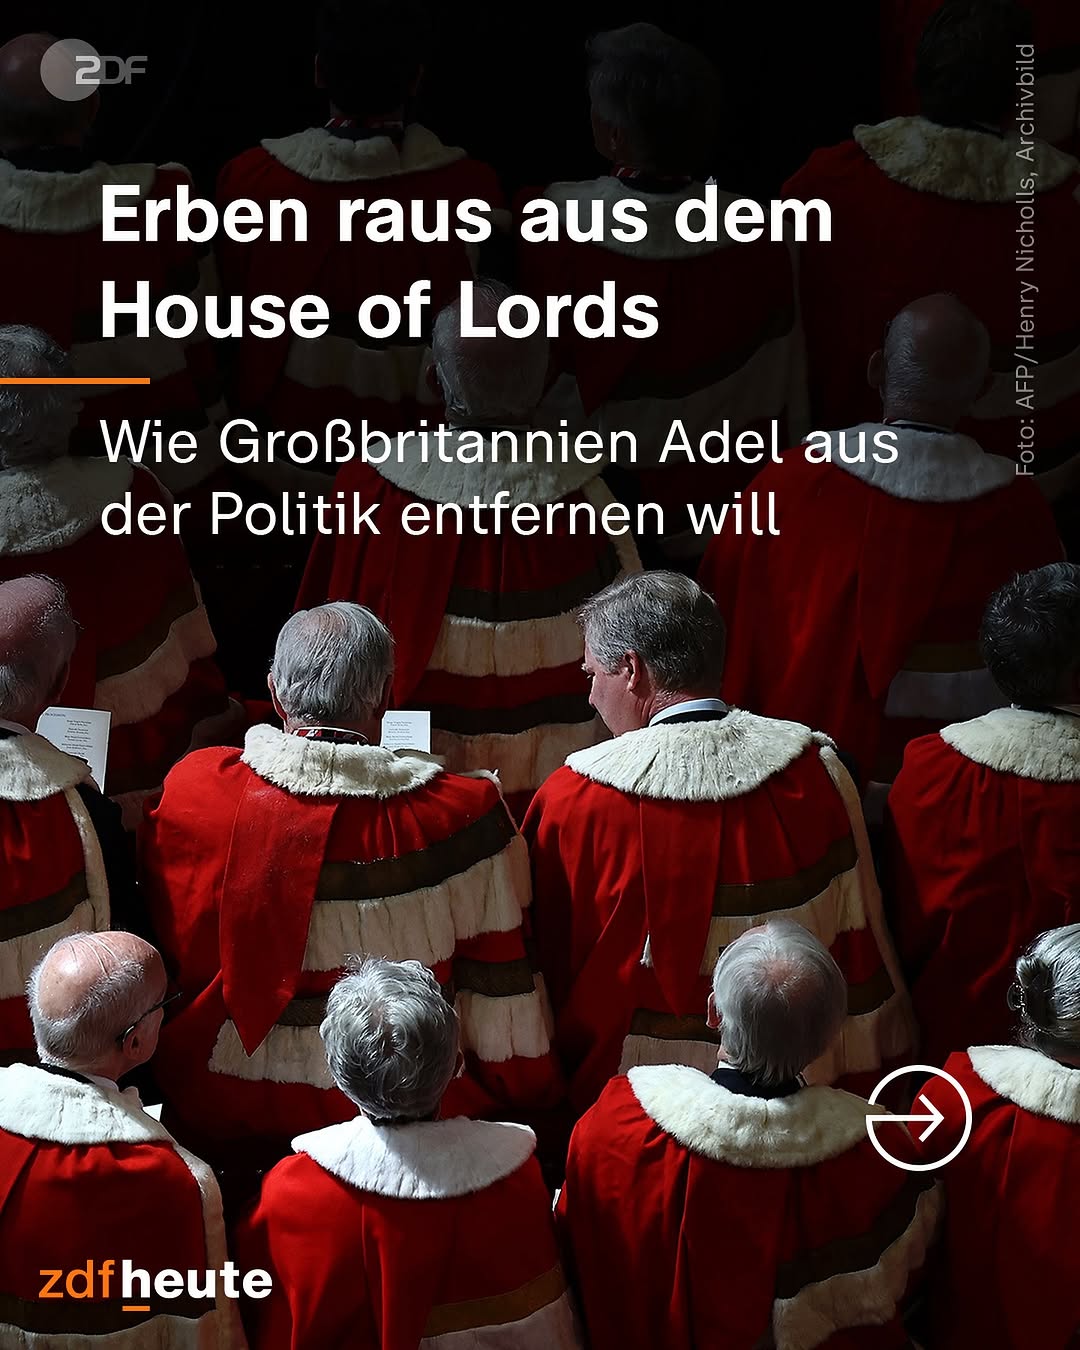 ZDF
Foto: AFP/Henry Nicholls, Archivbild
Erben raus aus dem
House of Lords
Wie Großbritannien Adel aus
der Politik entfernen will
zdfheute